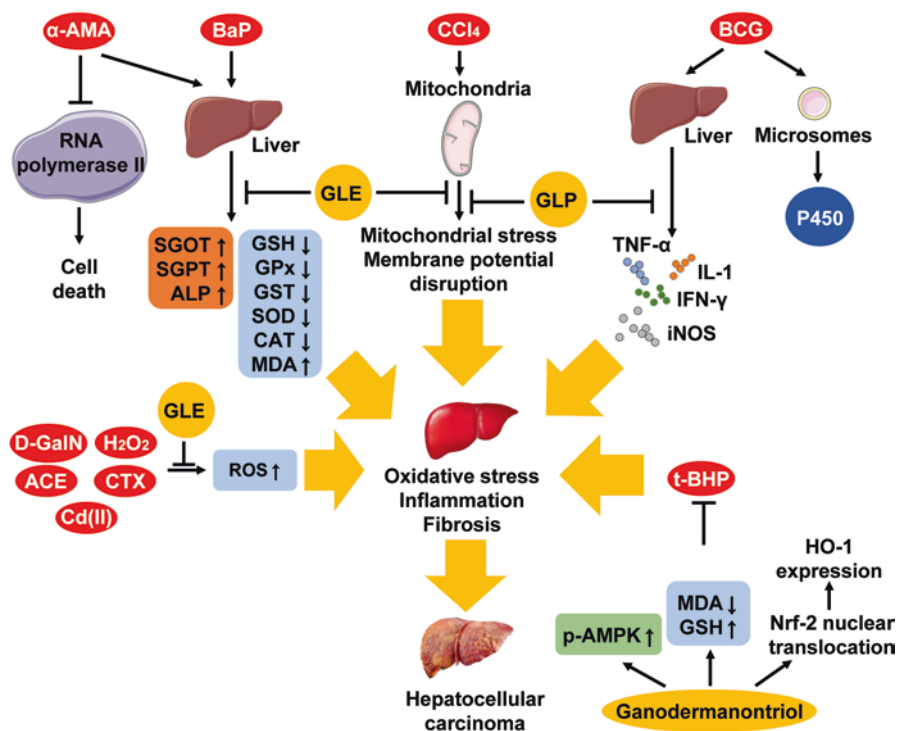 α-AMA
BaP
CCl₄
BCG
Mitochondria
RNA
polymerase II
Liver
Liver
Microsomes
GLE
GLP
P450
Cell
death
SGOT ↑
SGPT ↑
ALP ↑
GSH ↓
GPx ↓
GST ↓
SOD ↓
CAT ↓
MDA ↑
Mitochondrial stress
Membrane potential
disruption
TNF-α
IL-1
IFN-γ
iNOS
GLE
D-GalN
H₂O₂
ACE
CTX
Cd(II)
ROS ↑
Oxidative stress
Inflammation
Fibrosis
t-BHP
HO-1
expression
MDA ↓
GSH ↑
p-AMPK ↑
Nrf-2 nuclear
translocation
Hepatocellular
carcinoma
Ganodermanontriol